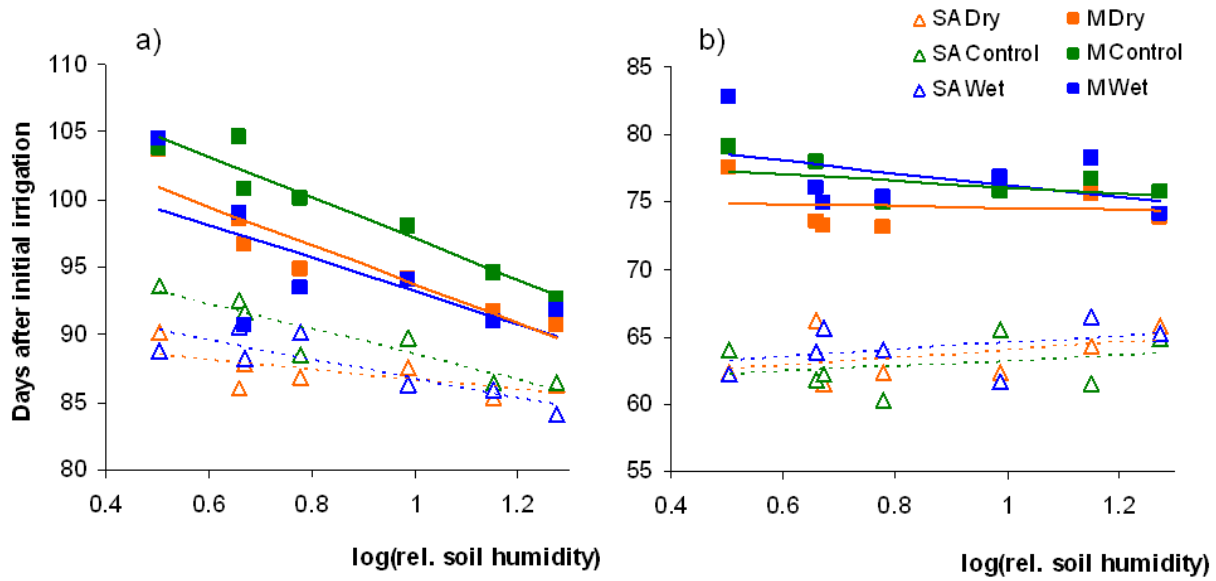 a)
b)
SA Dry
M Dry
SA Control
M Control
SA Wet
M Wet
Days after initial irrigation
110
105
100
95
90
85
80
0.4
0.6
0.8
1
1.2
log(rel. soil humidity)
85
80
75
70
65
60
55
0.4
0.6
0.8
1
1.2
log(rel. soil humidity)